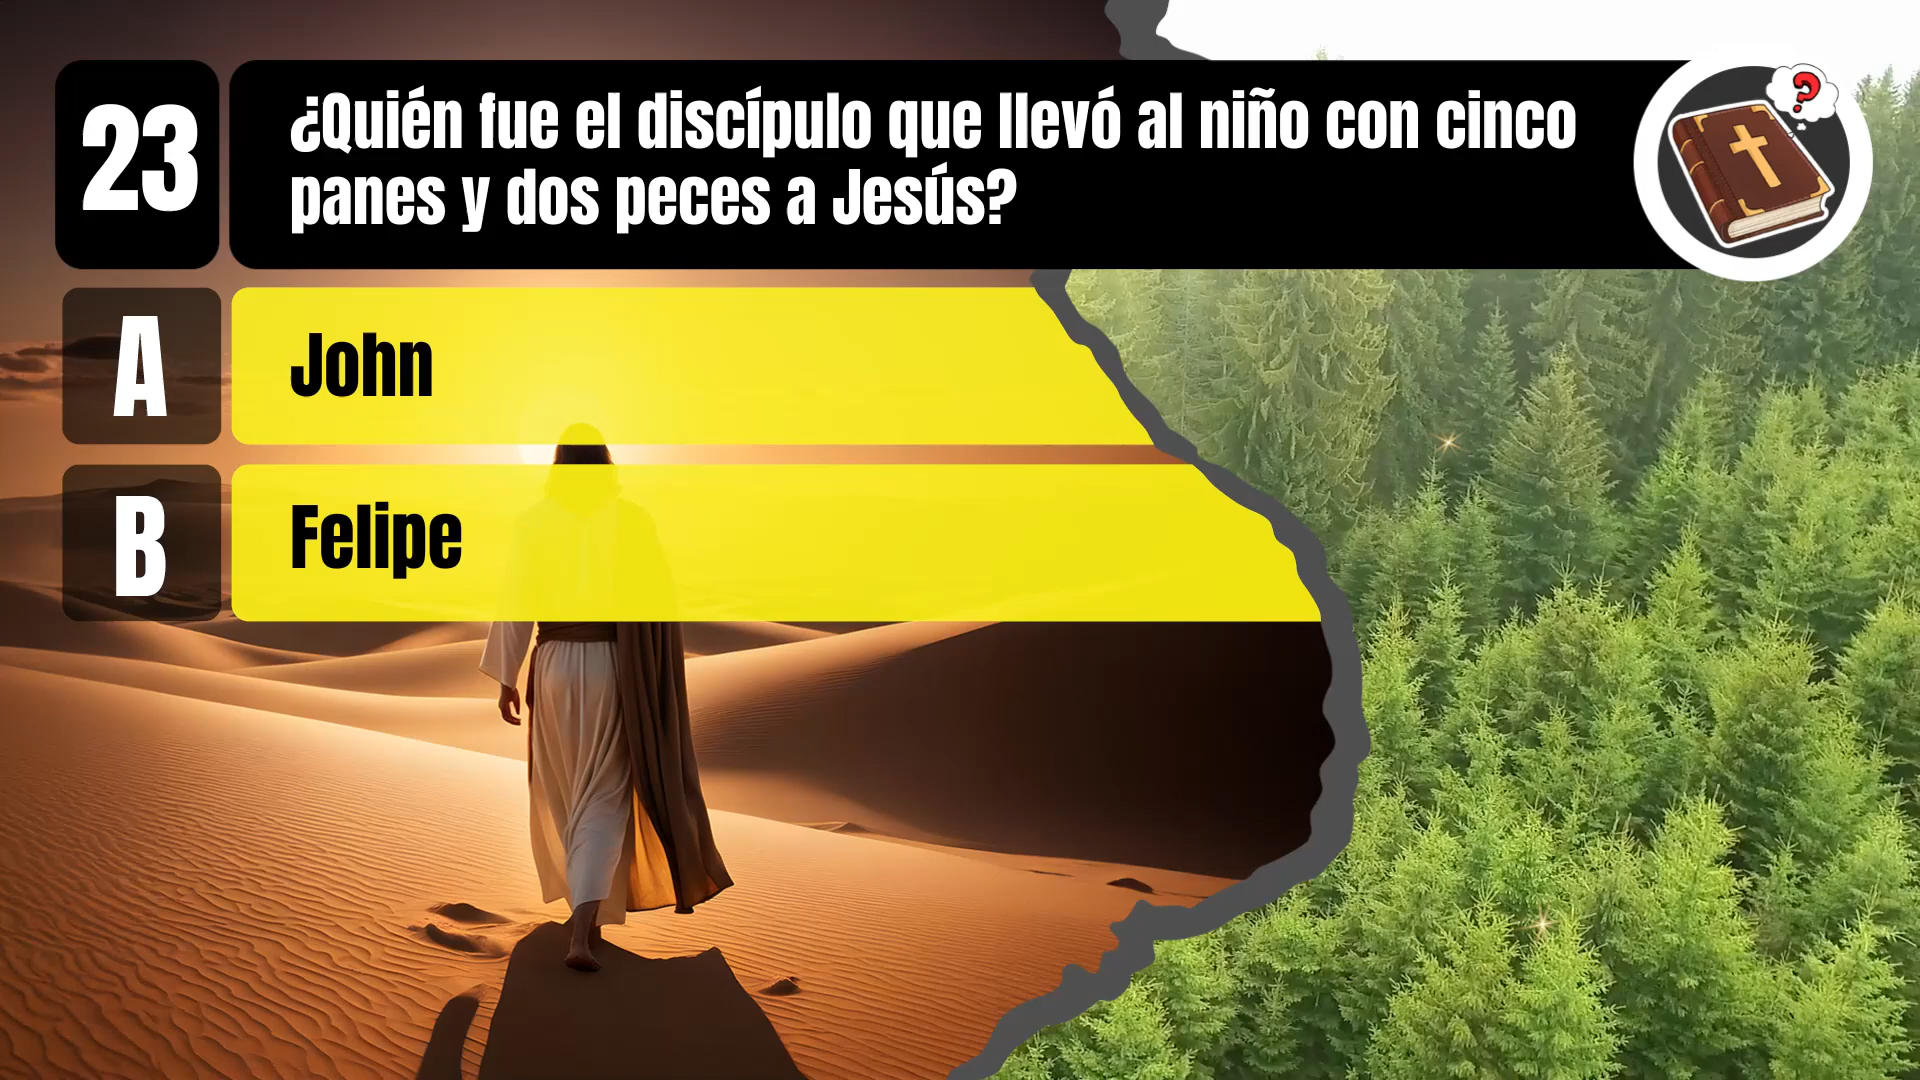 23
¿Quién fue el discípulo que llevó al niño con cinco
panes y dos peces a Jesús?
A
John
B
Felipe
?